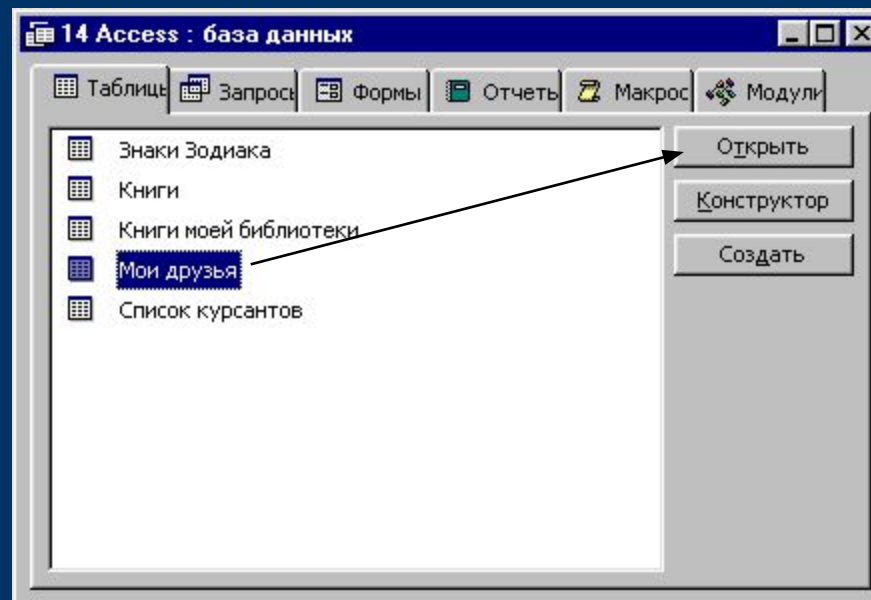 14 Access : база данных
Таблицы Запросы Формы Отчеты Макрос Модули
Знаки Зодиака
Книги
Книги моей библиотеки
Мои друзья
Список курсантов
Открыть
Конструктор
Создать